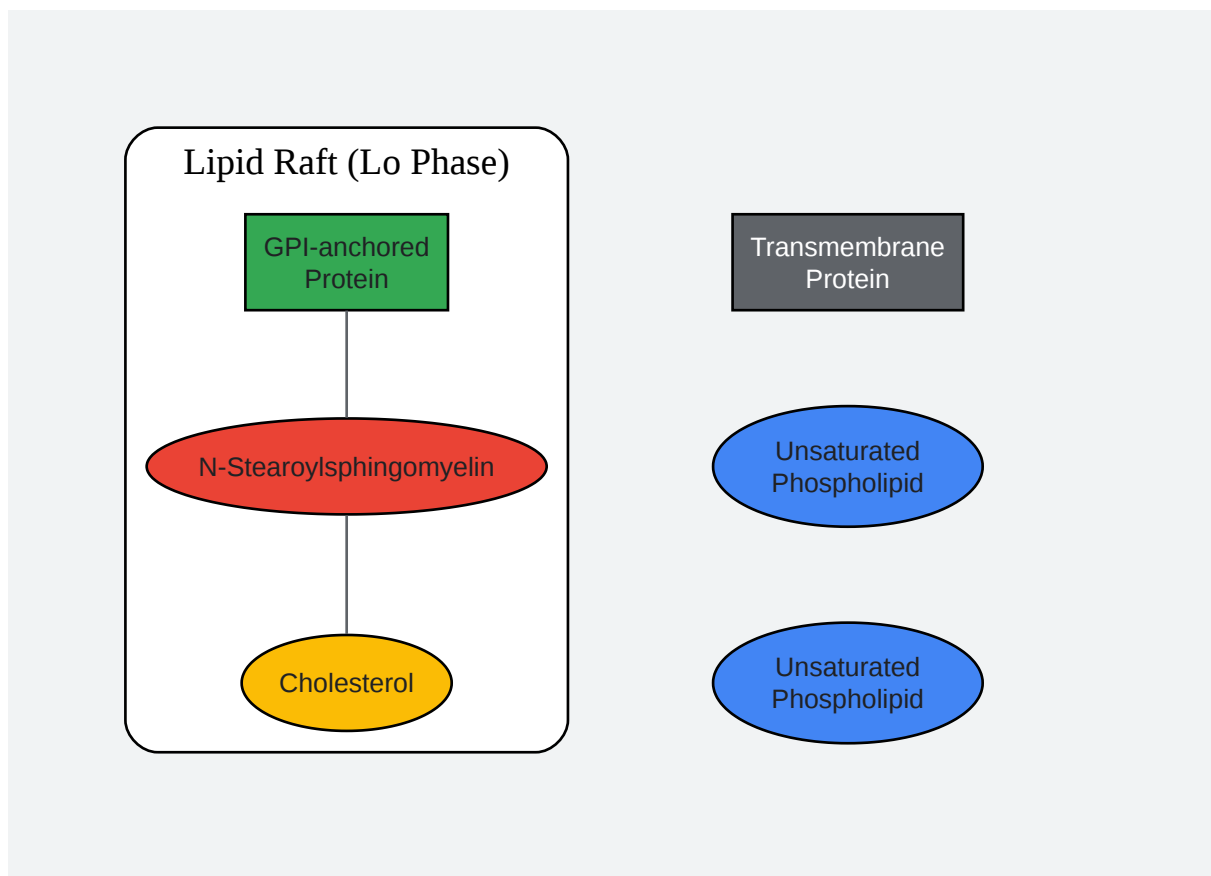 Lipid Raft (Lo Phase)
GPI-anchored
Protein
N-Stearoylsphingomyelin
Cholesterol
Transmembrane
Protein
Unsaturated
Phospholipid
Unsaturated
Phospholipid